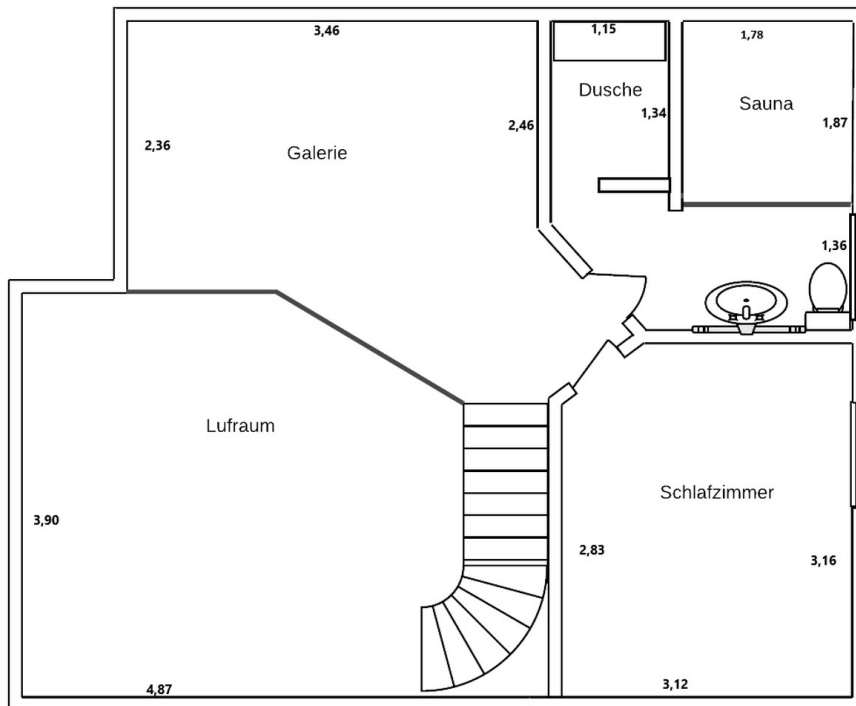 3,46
1,15
1,78
Dusche
Sauna
1,34
2,46
1,87
2,36
Galerie
1,36
Lufraum
Schlafzimmer
3,90
2,83
3,16
4,87
3,12